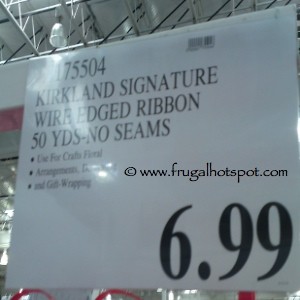 175504
KIRKLAND SIGNATURE
WIRE EDGED RIBBON
50 YDS-NO SEAMS
• Use For Crafts Floral
• Arrangements,
• and Gift-Wrapping
www.frugalhotspot.com
6.99